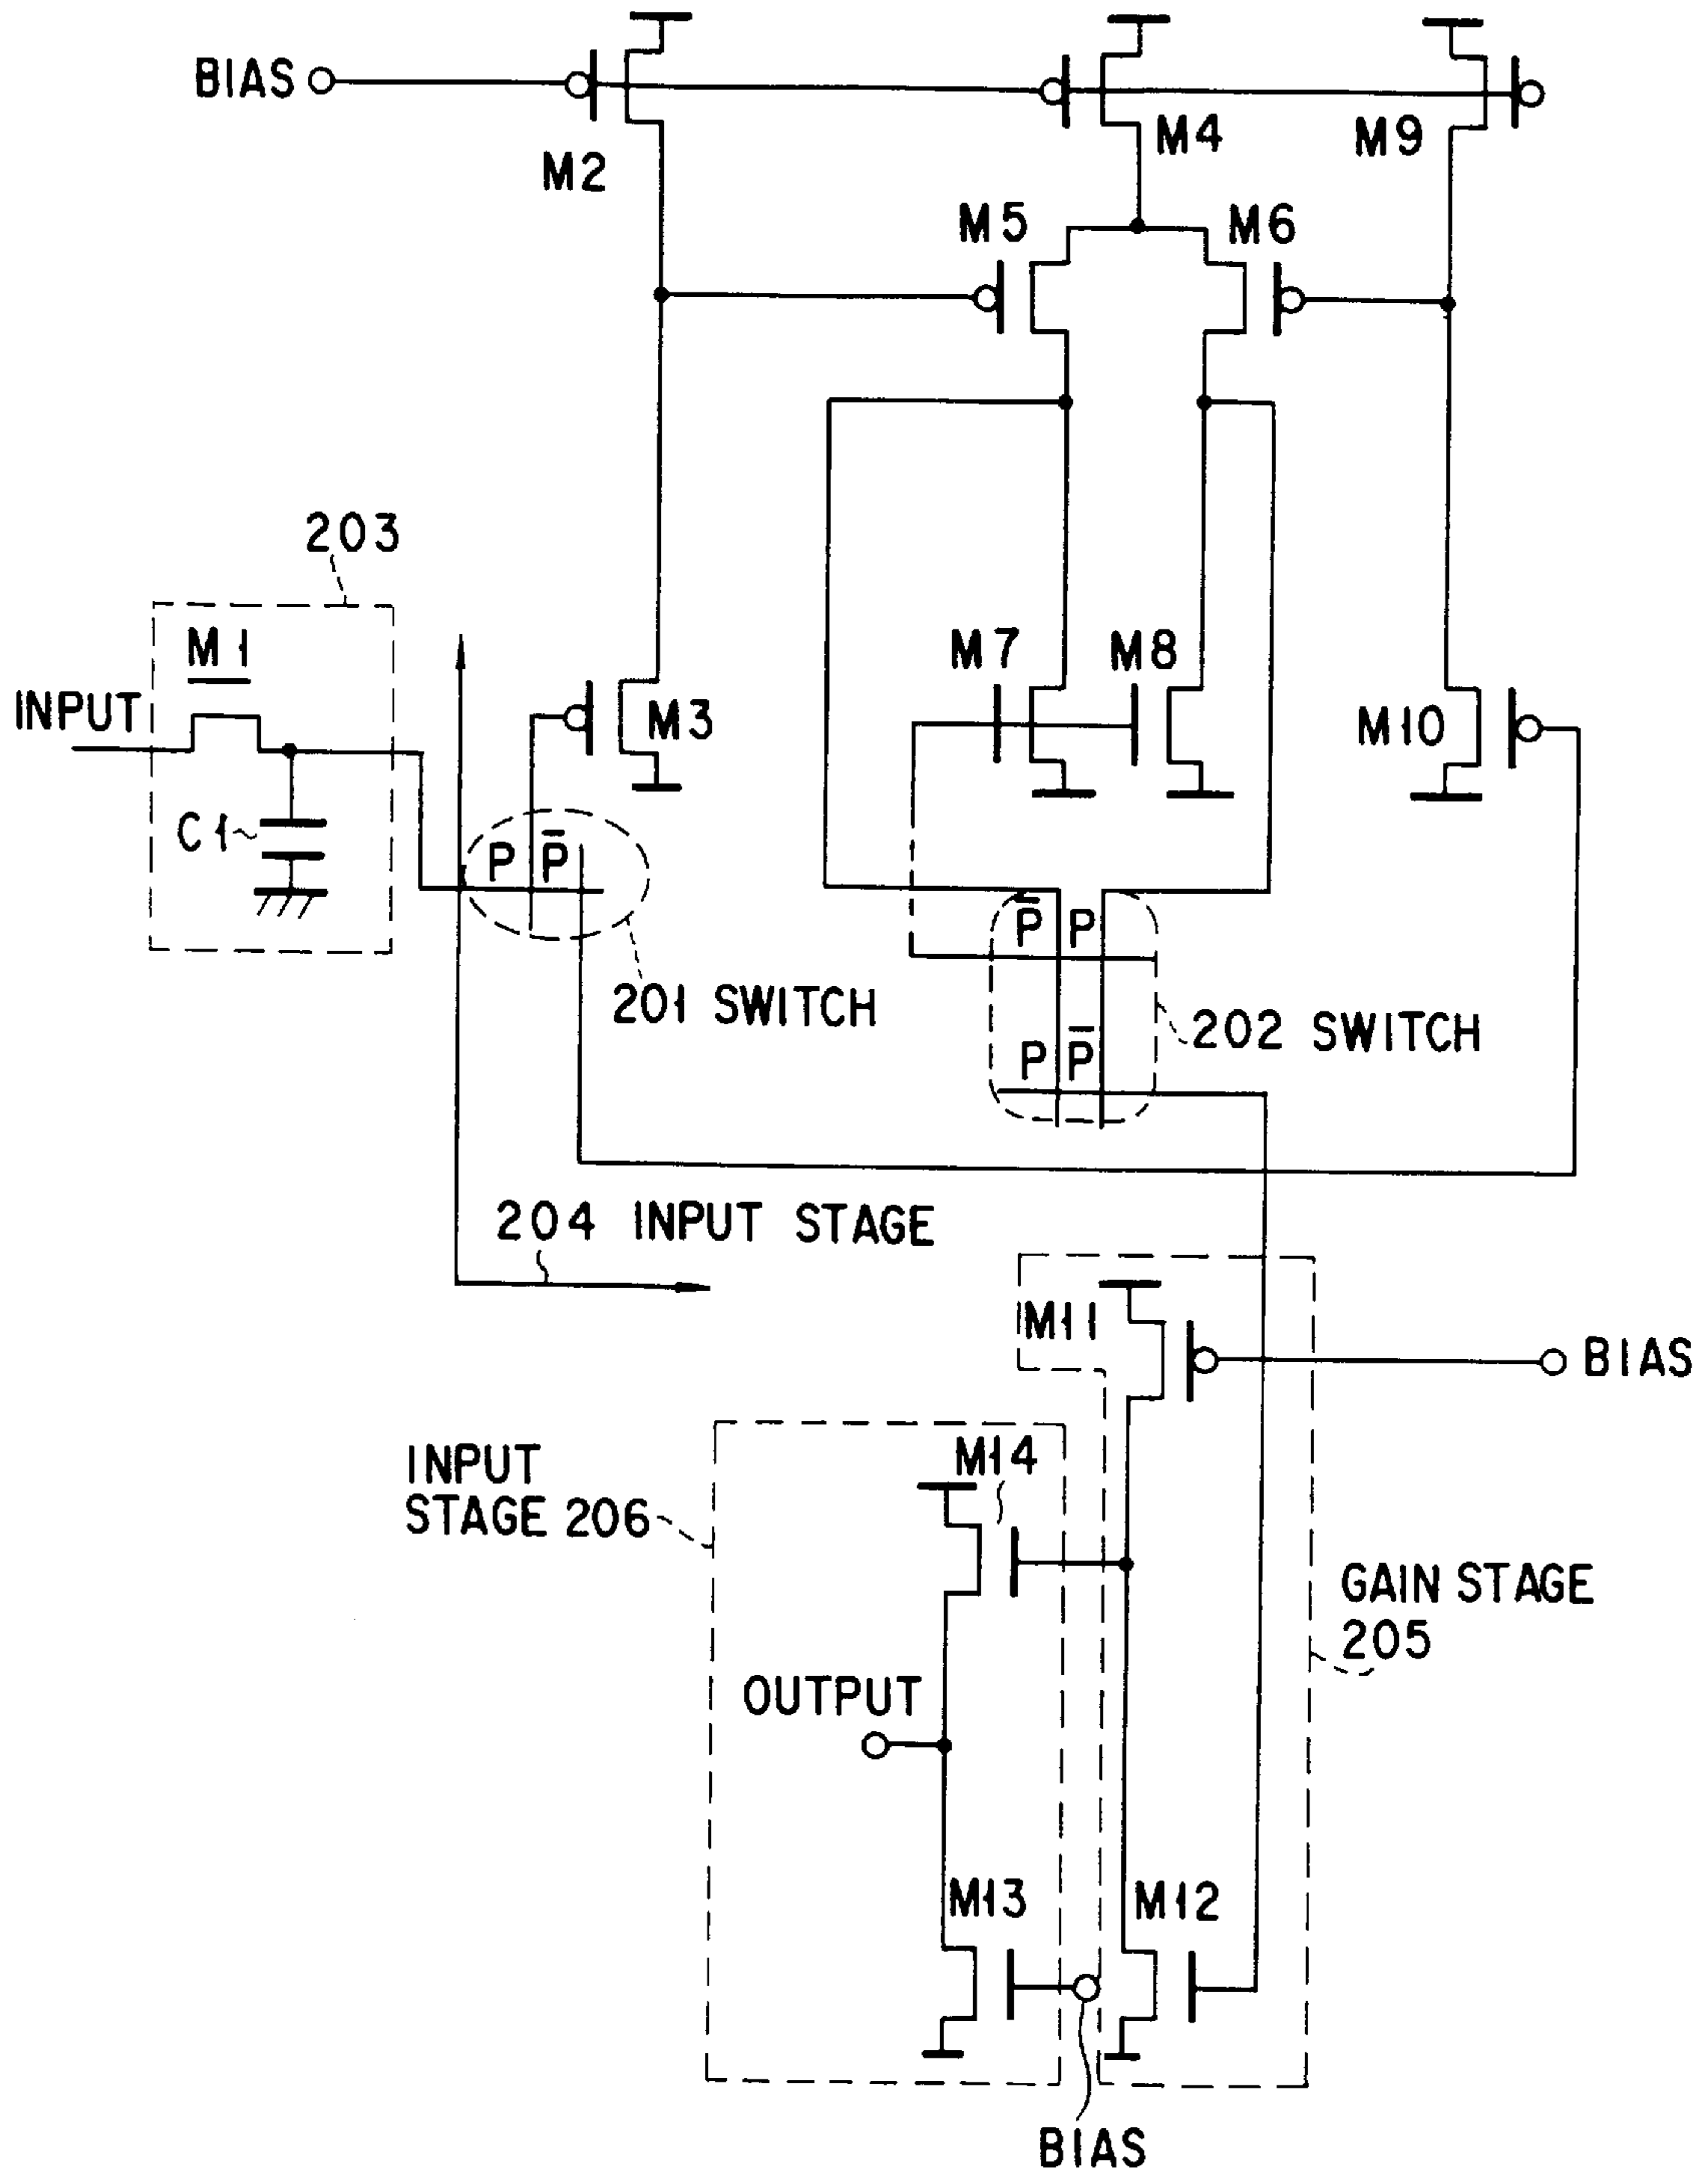 BIAS
M2
M4
M9
M5
M6
203
M1
INPUT
M3
M7
M8
M10
C1
P P̅
201 SWITCH
P̅ P
202 SWITCH
P P̅
204 INPUT STAGE
M11
BIAS
INPUT
STAGE 206
M14
GAIN STAGE
205
OUTPUT
M13
M12
BIAS